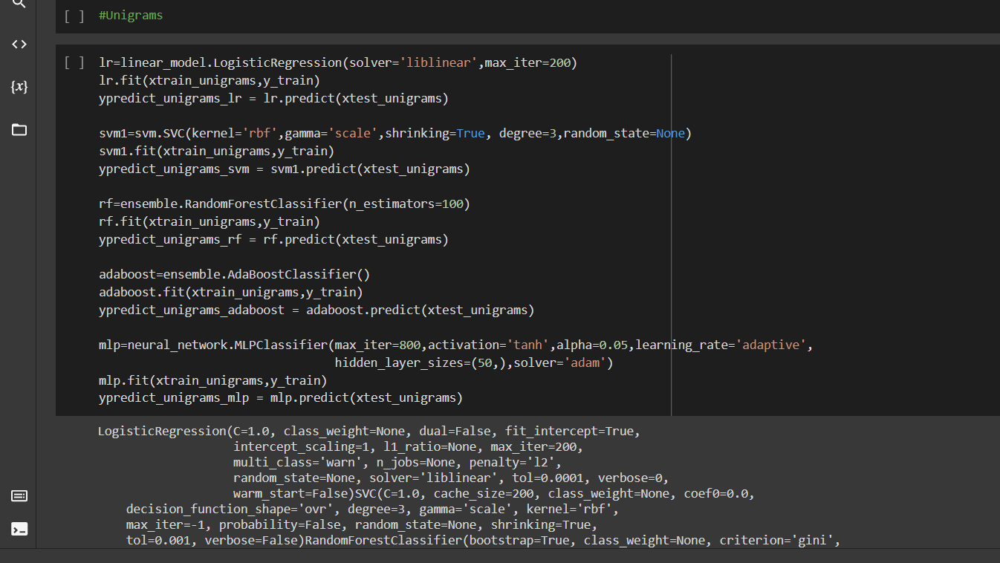 [ ] #Unigrams
[ ] lr=linear_model.LogisticRegression(solver='liblinear',max_iter=200)
lr.fit(xtrain_unigrams,y_train)
ypredict_unigrams_lr = lr.predict(xtest_unigrams)
svm1=svm.SVC(kernel='rbf',gamma='scale',shrinking=True, degree=3,random_state=None)
svm1.fit(xtrain_unigrams,y_train)
ypredict_unigrams_svm = svm1.predict(xtest_unigrams)
rf=ensemble.RandomForestClassifier(n_estimators=100)
rf.fit(xtrain_unigrams,y_train)
ypredict_unigrams_rf = rf.predict(xtest_unigrams)
adaboost=ensemble.AdaBoostClassifier()
adaboost.fit(xtrain_unigrams,y_train)
ypredict_unigrams_adaboost = adaboost.predict(xtest_unigrams)
mlp=neural_network.MLPClassifier(max_iter=800,activation='tanh',alpha=0.05,learning_rate='adaptive',
hidden_layer_sizes=(50,),solver='adam')
mlp.fit(xtrain_unigrams,y_train)
ypredict_unigrams_mlp = mlp.predict(xtest_unigrams)
LogisticRegression(C=1.0, class_weight=None, dual=False, fit_intercept=True,
intercept_scaling=1, l1_ratio=None, max_iter=200,
multi_class='warn', n_jobs=None, penalty='l2',
random_state=None, solver='liblinear', tol=0.0001, verbose=0,
warm_start=False)SVC(C=1.0, cache_size=200, class_weight=None, coef0=0.0,
decision_function_shape='ovr', degree=3, gamma='scale', kernel='rbf',
max_iter=-1, probability=False, random_state=None, shrinking=True,
tol=0.001, verbose=False)RandomForestClassifier(bootstrap=True, class_weight=None, criterion='gini',